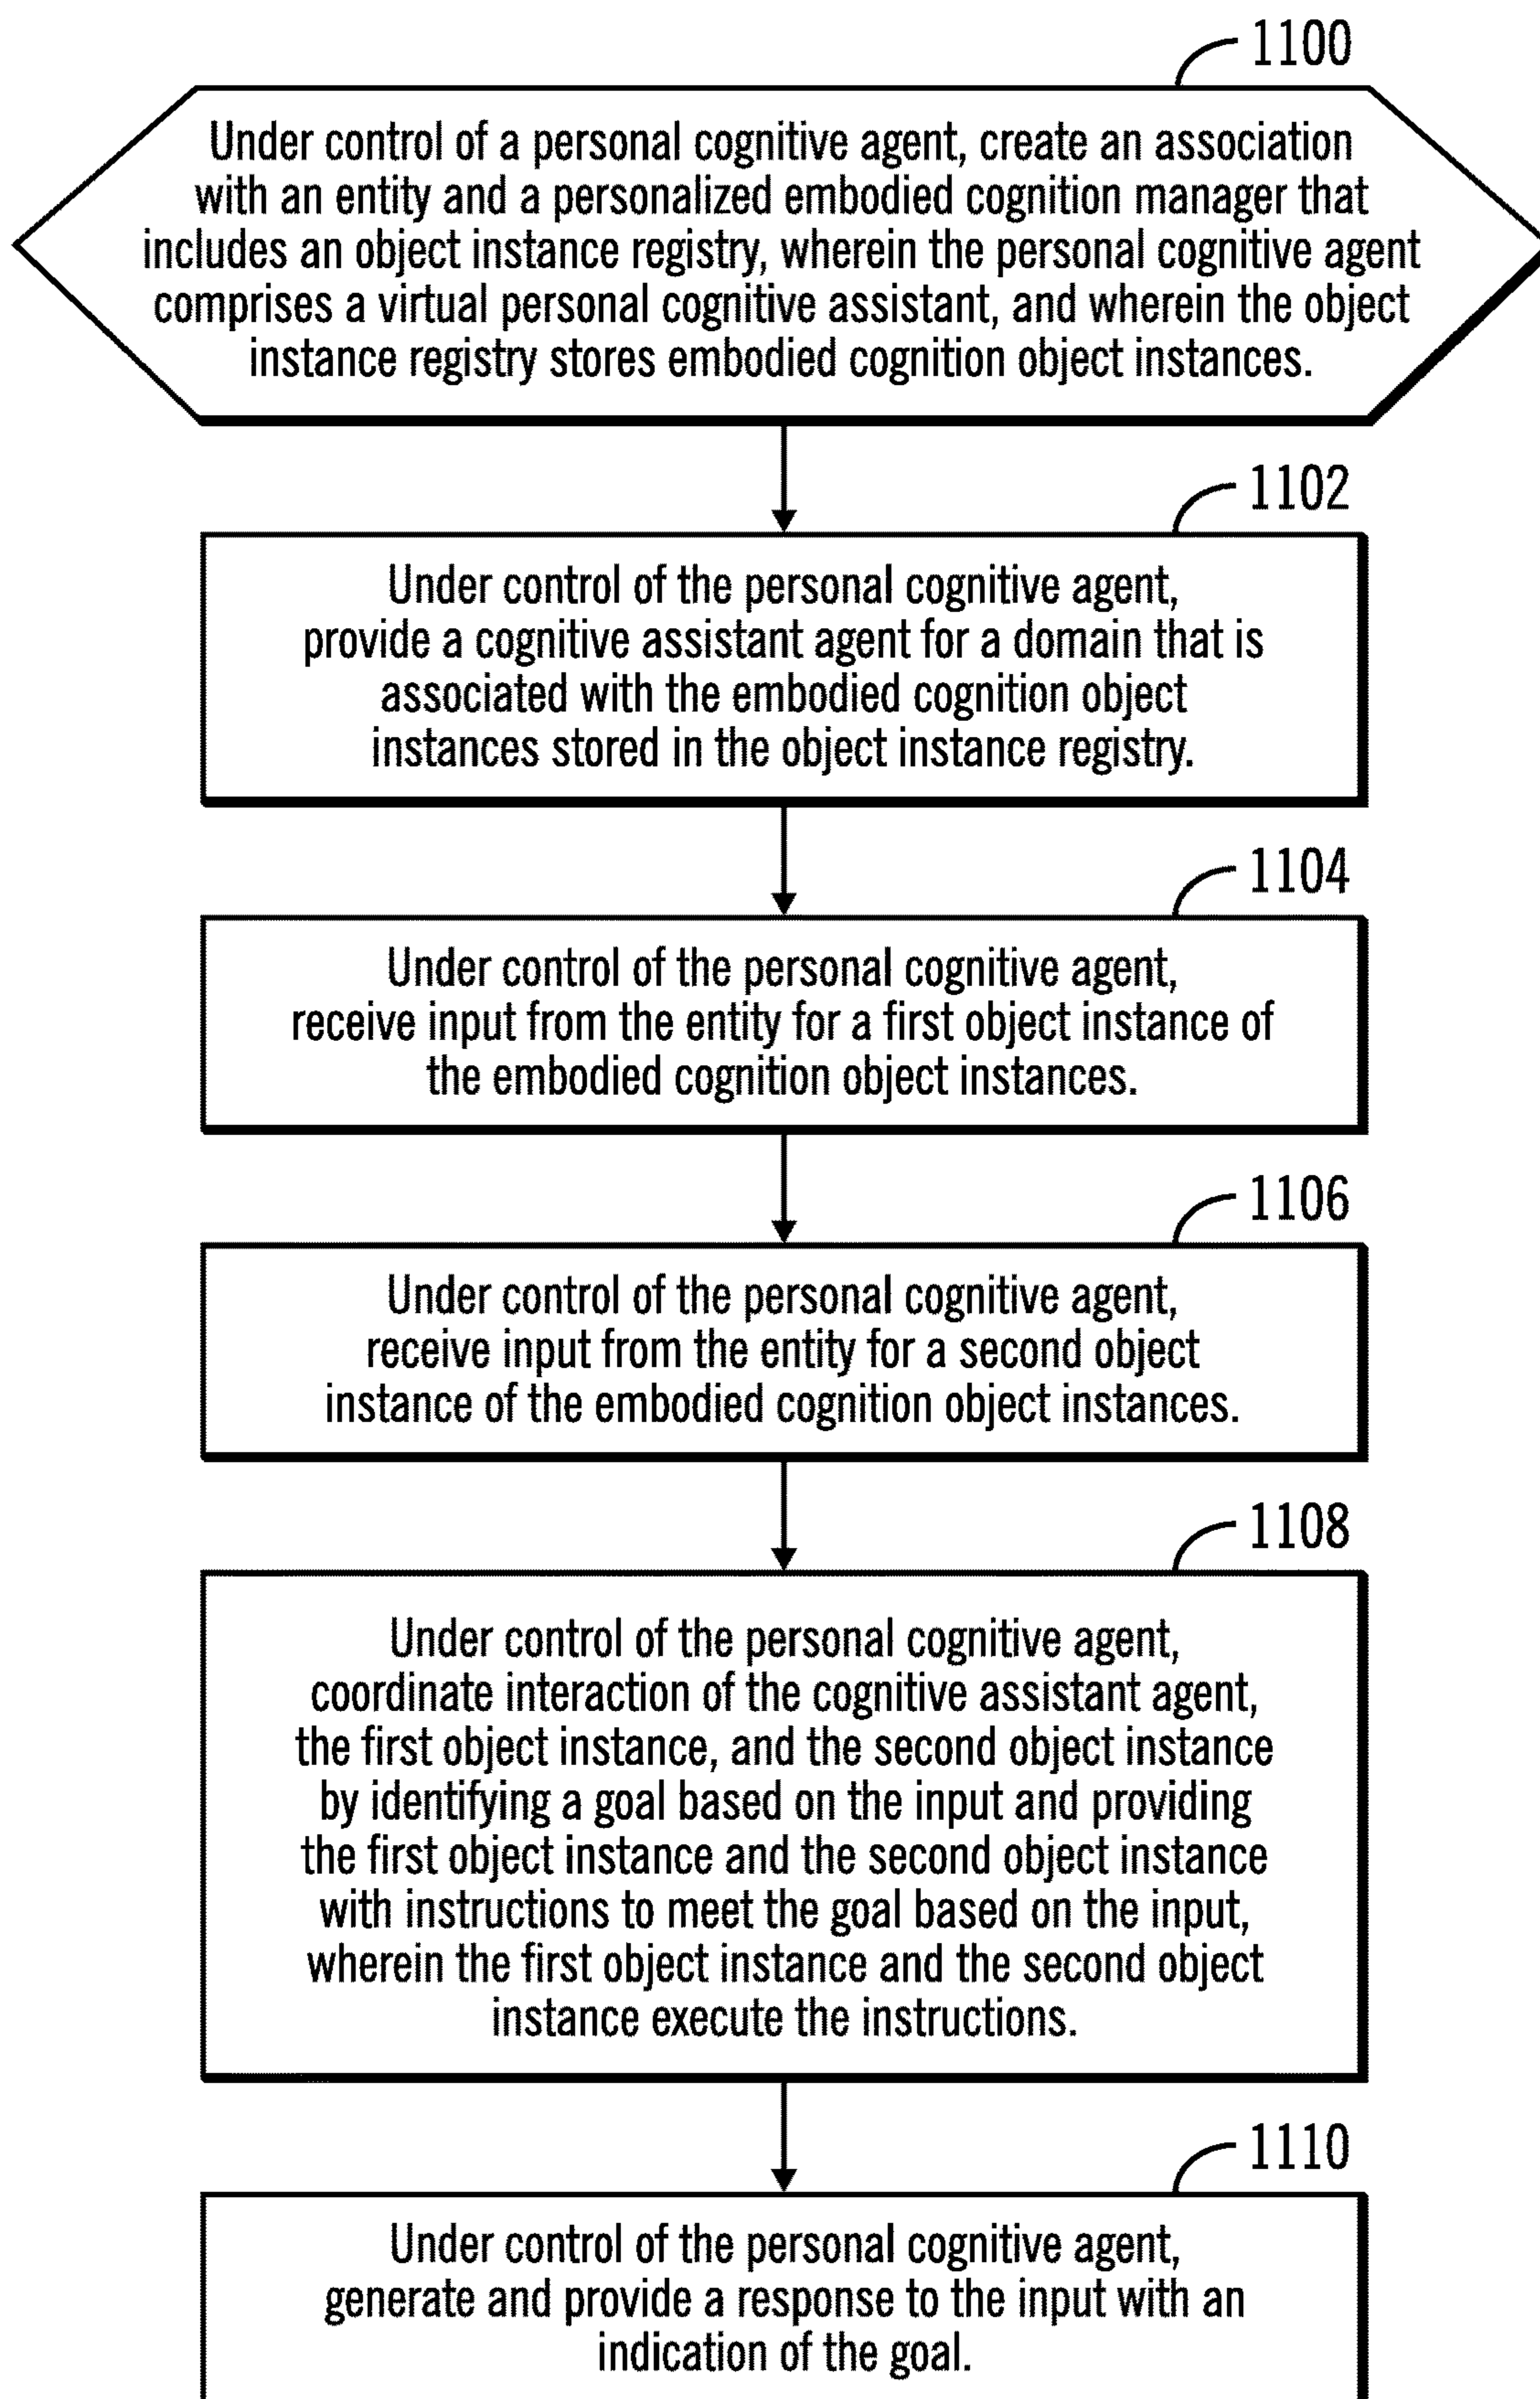 1100
Under control of a personal cognitive agent, create an association
with an entity and a personalized embodied cognition manager that
includes an object instance registry, wherein the personal cognitive agent
comprises a virtual personal cognitive assistant, and wherein the object
instance registry stores embodied cognition object instances.
1102
Under control of the personal cognitive agent,
provide a cognitive assistant agent for a domain that is
associated with the embodied cognition object
instances stored in the object instance registry.
1104
Under control of the personal cognitive agent,
receive input from the entity for a first object instance of
the embodied cognition object instances.
1106
Under control of the personal cognitive agent,
receive input from the entity for a second object
instance of the embodied cognition object instances.
1108
Under control of the personal cognitive agent,
coordinate interaction of the cognitive assistant agent,
the first object instance, and the second object instance
by identifying a goal based on the input and providing
the first object instance and the second object instance
with instructions to meet the goal based on the input,
wherein the first object instance and the second object
instance execute the instructions.
1110
Under control of the personal cognitive agent,
generate and provide a response to the input with an
indication of the goal.